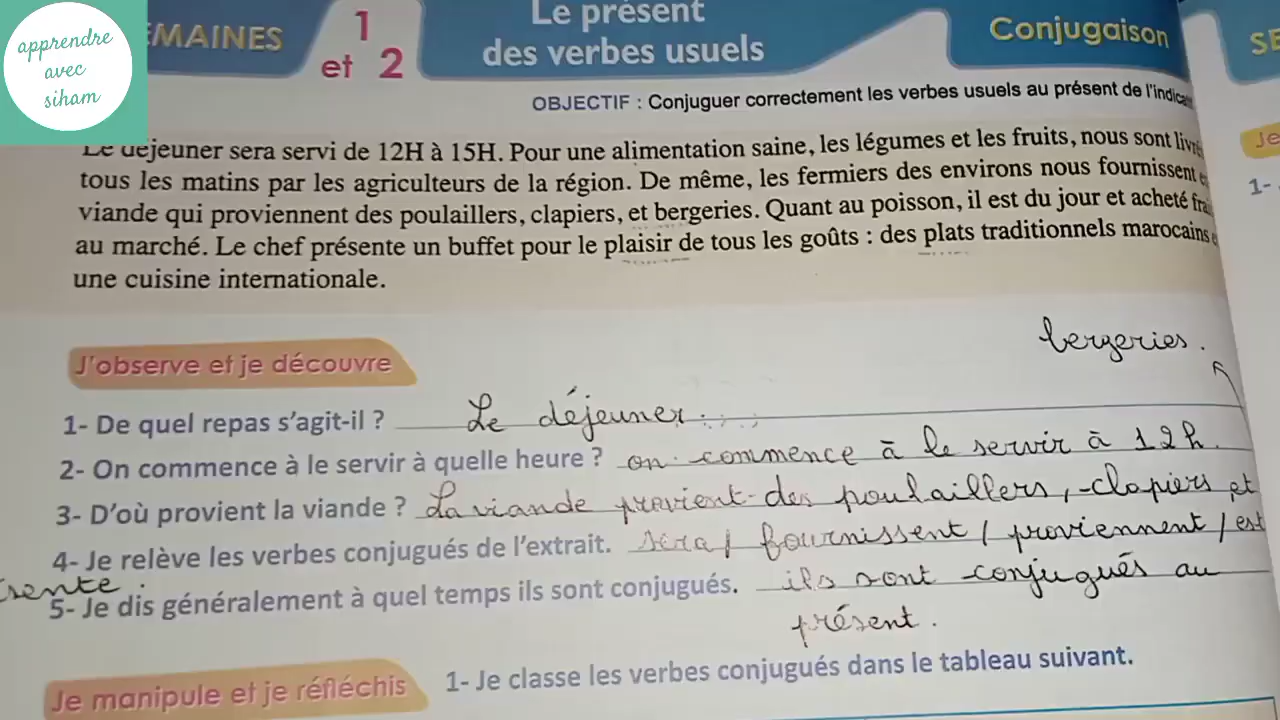 apprendre
avec
siham
EMAINES
1
et 2
Le présent
des verbes usuels
Conjugaison
OBJECTIF : Conjuguer correctement les verbes usuels au présent de l'indicat
Le déjeuner sera servi de 12H à 15H. Pour une alimentation saine, les légumes et les fruits, nous sont livré
tous les matins par les agriculteurs de la région. De même, les fermiers des environs nous fournissent
viande qui proviennent des poulaillers, clapiers, et bergeries. Quant au poisson, il est du jour et acheté frai
au marché. Le chef présente un buffet pour le plaisir de tous les goûts : des plats traditionnels marocains
une cuisine internationale.
J'observe et je découvre
bergeries.
1- De quel repas s'agit-il ? Le déjeuner.
2- On commence à le servir à quelle heure ? on commence à le servir à 12h.
3- D'où provient la viande ? La viande provient des poulaillers, clapiers et
4- Je relève les verbes conjugués de l'extrait. sera/ fournissent / proviennent / est
sente.
5- Je dis généralement à quel temps ils sont conjugués. ils sont conjugués au
présent.
Je manipule et je réfléchis
1- Je classe les verbes conjugués dans le tableau suivant.
SE
Je
1-